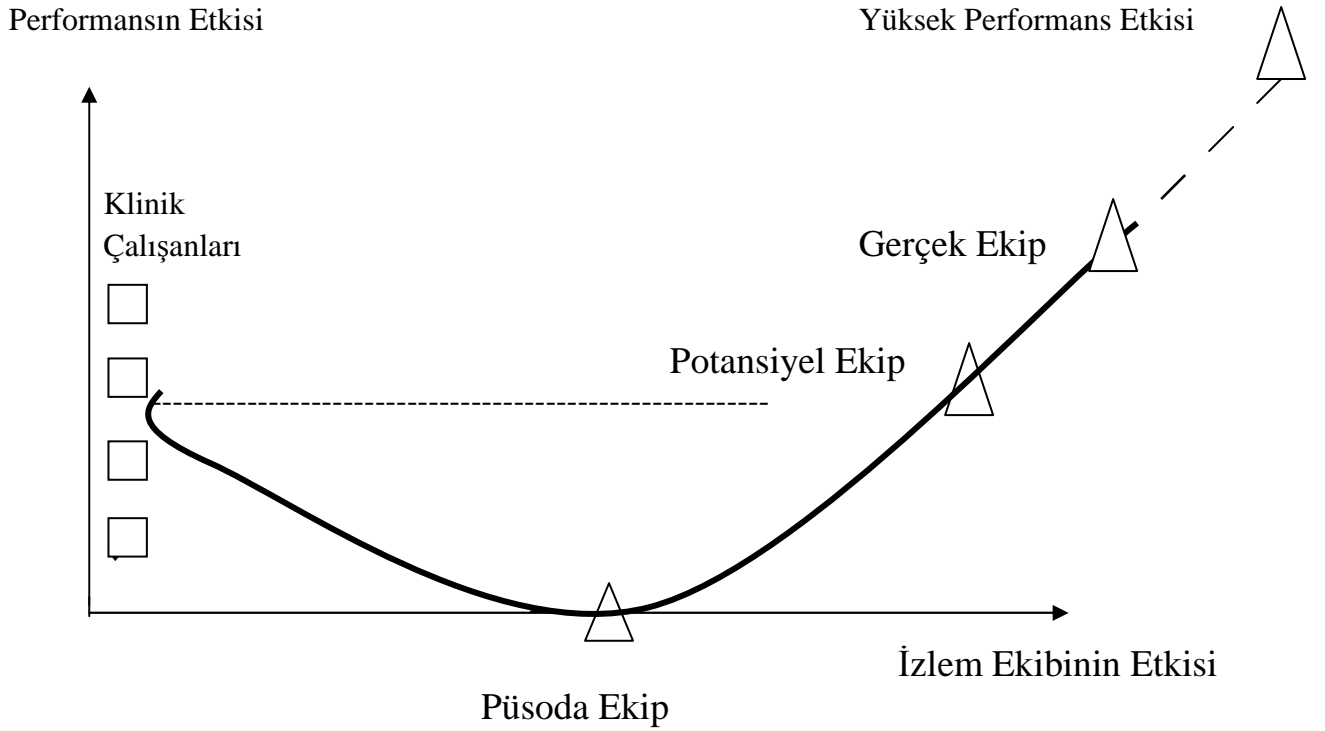 Performansın Etkisi
Yüksek Performans Etkisi
Klinik
Çalışanları
Gerçek Ekip
Potansiyel Ekip
İzlem Ekibinin Etkisi
Püsoda Ekip